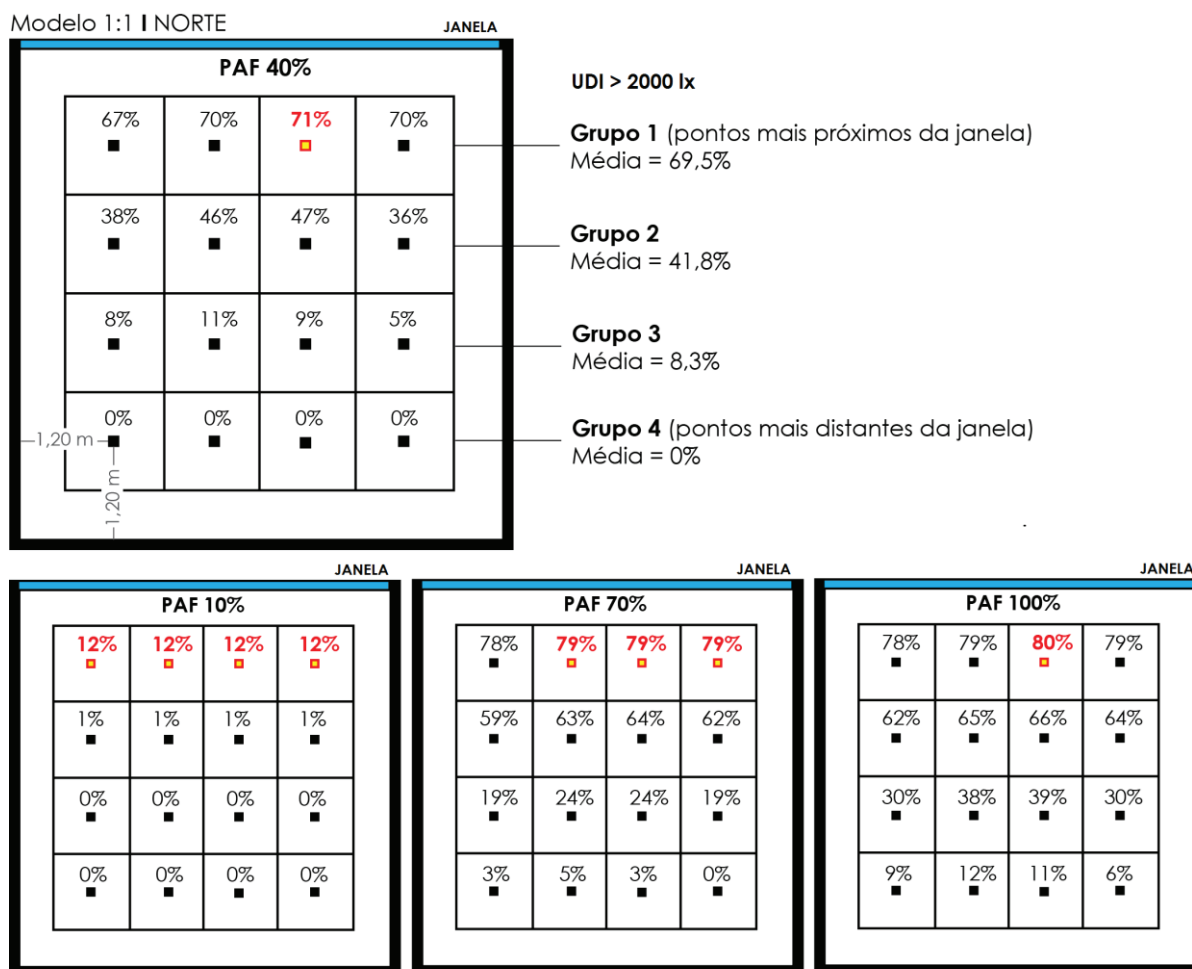 Modelo 1:1 I NORTE
JANELA
PAF 40%
67% 70% 71% 70%
38% 46% 47% 36%
8% 11% 9% 5%
0% 0% 0% 0%
1,20 m
1,20 m
UDI > 2000 lx
Grupo 1 (pontos mais próximos da janela)
Média = 69,5%
Grupo 2
Média = 41,8%
Grupo 3
Média = 8,3%
Grupo 4 (pontos mais distantes da janela)
Média = 0%
JANELA
PAF 10%
12% 12% 12% 12%
1% 1% 1% 1%
0% 0% 0% 0%
0% 0% 0% 0%
JANELA
PAF 70%
78% 79% 79% 79%
59% 63% 64% 62%
19% 24% 24% 19%
3% 5% 3% 0%
JANELA
PAF 100%
78% 79% 80% 79%
62% 65% 66% 64%
30% 38% 39% 30%
9% 12% 11% 6%